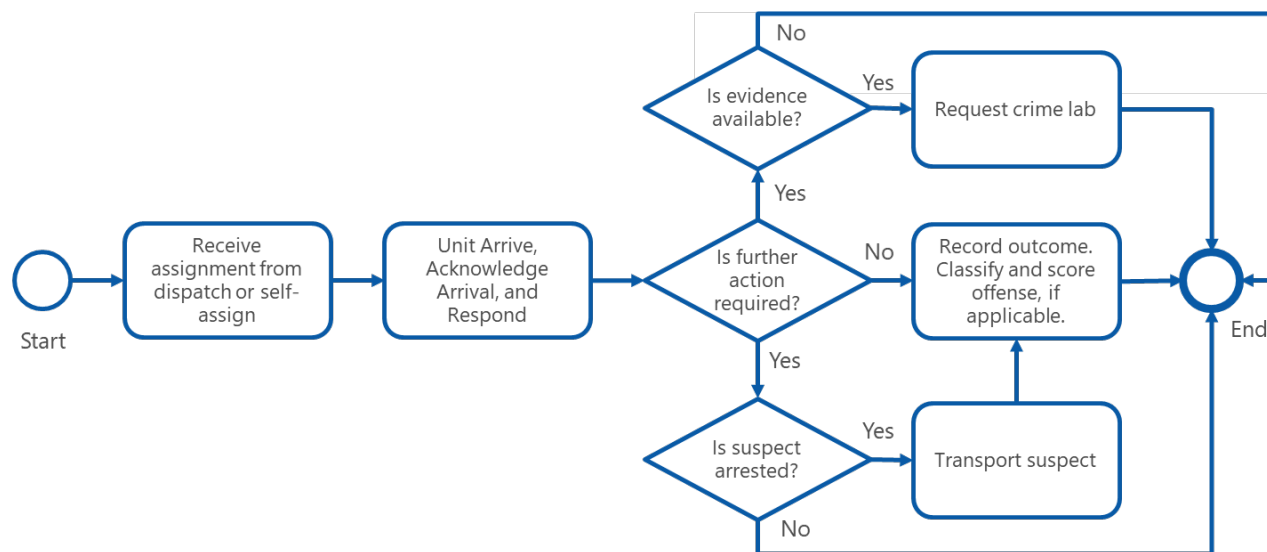 Start
Receive
assignment from
dispatch or self-
assign
Unit Arrive,
Acknowledge
Arrival, and
Respond
Is further
action
required?
Yes
Is evidence
available?
No
Yes
Request crime lab
No
Record outcome.
Classify and score
offense, if
applicable.
Yes
Is suspect
arrested?
Yes
Transport suspect
No
End